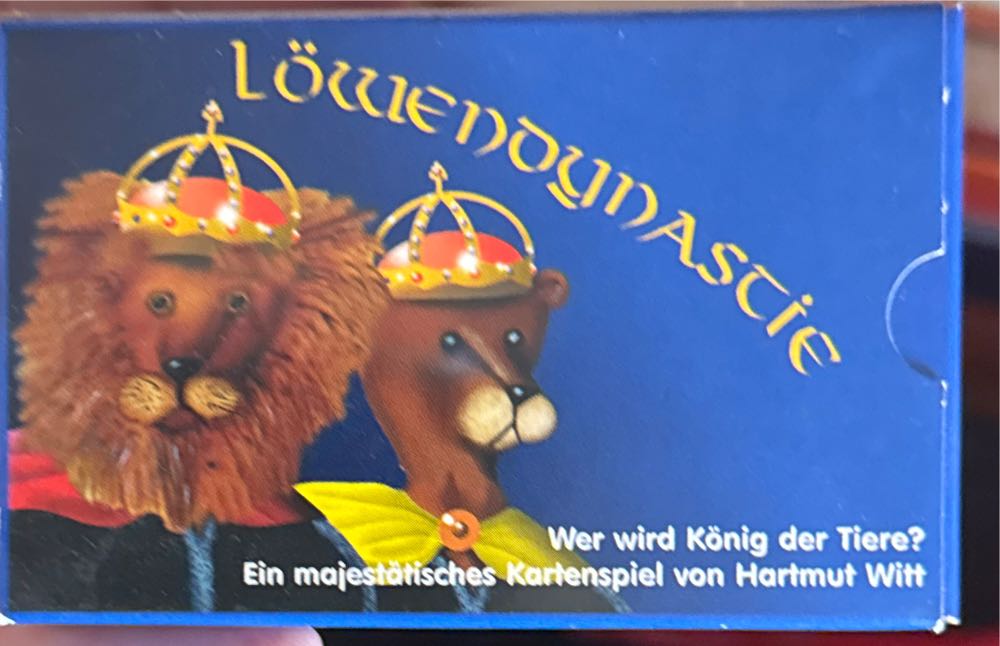 Löwendynastie
Wer wird König der Tiere?
Ein majestätisches Kartenspiel von Hartmut Witt